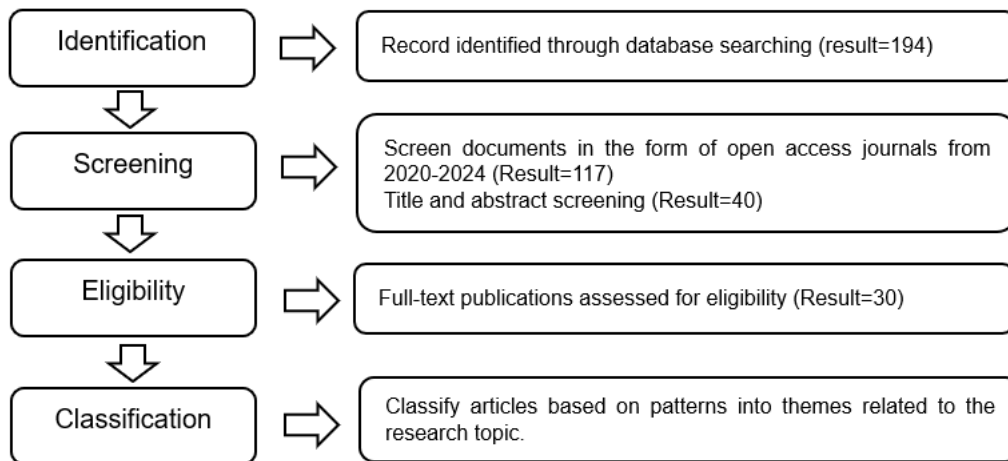 Identification
Record identified through database searching (result=194)
Screening
Screen documents in the form of open access journals from
2020-2024 (Result=117)
Title and abstract screening (Result=40)
Eligibility
Full-text publications assessed for eligibility (Result=30)
Classification
Classify articles based on patterns into themes related to the
research topic.